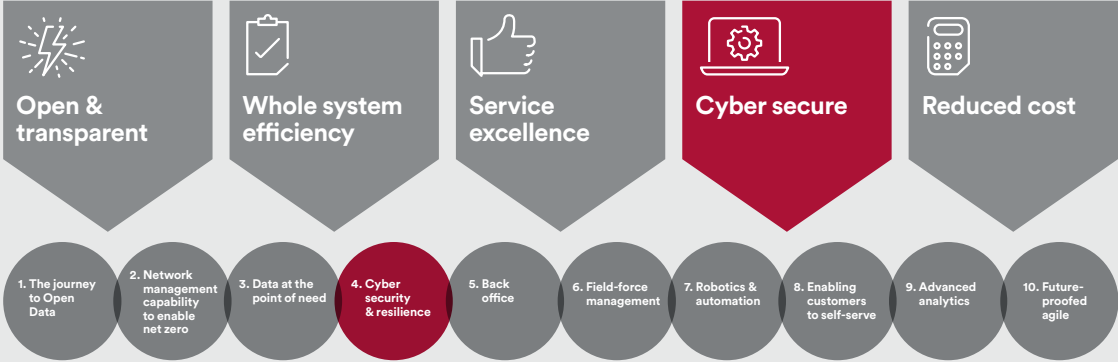 Open &
transparent
Whole system
efficiency
Service
excellence
Cyber secure
Reduced cost
1. The journey
to Open
Data
2. Network
management
capability
to enable
net zero
3. Data at the
point of need
4. Cyber
security
& resilience
5. Back
office
6. Field-force
management
7. Robotics &
automation
8. Enabling
customers
to self-serve
9. Advanced
analytics
10. Future-
proofed
agile